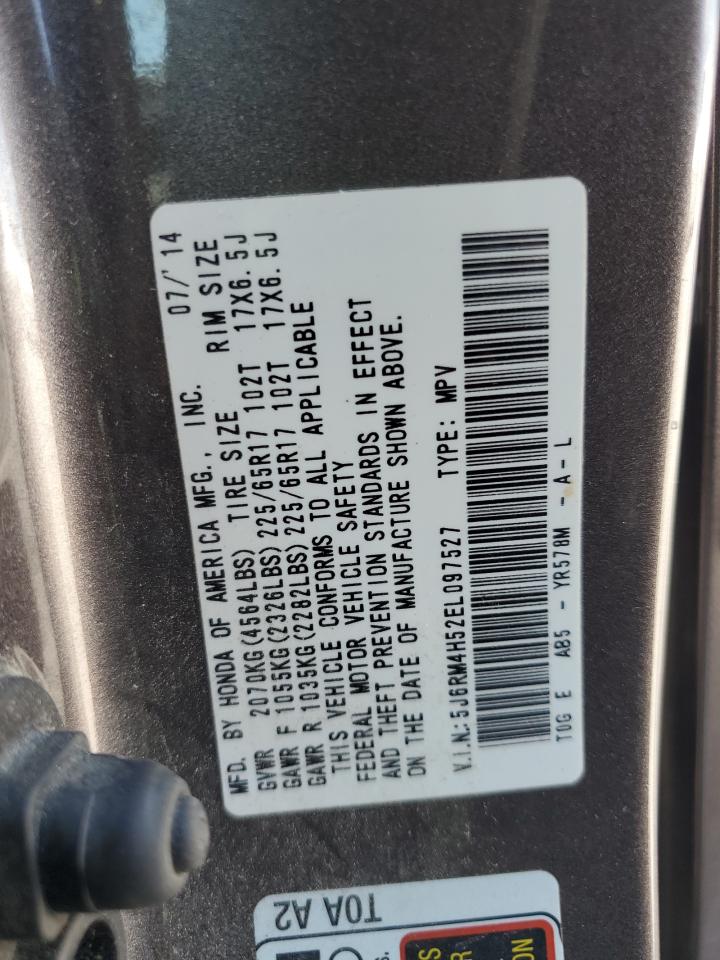 MFD. BY HONDA OF AMERICA MFG., INC. 07/'14
GVWR 2070KG(4564LBS) TIRE SIZE RIM SIZE
GAWR F 1055KG(2326LBS)225/65R17 102T 17X6.5J
GAWR R 1035KG(2282LBS)225/65R17 102T 17X6.5J
THIS VEHICLE CONFORMS TO ALL APPLICABLE
FEDERAL MOTOR VEHICLE SAFETY
AND THEFT PREVENTION STANDARDS IN EFFECT
ON THE DATE OF MANUFACTURE SHOWN ABOVE.
V.I.N.: 5J6RM4H52EL097527 TYPE: MPV
T0G E AB5 - YR578M - A - L
T0A A2